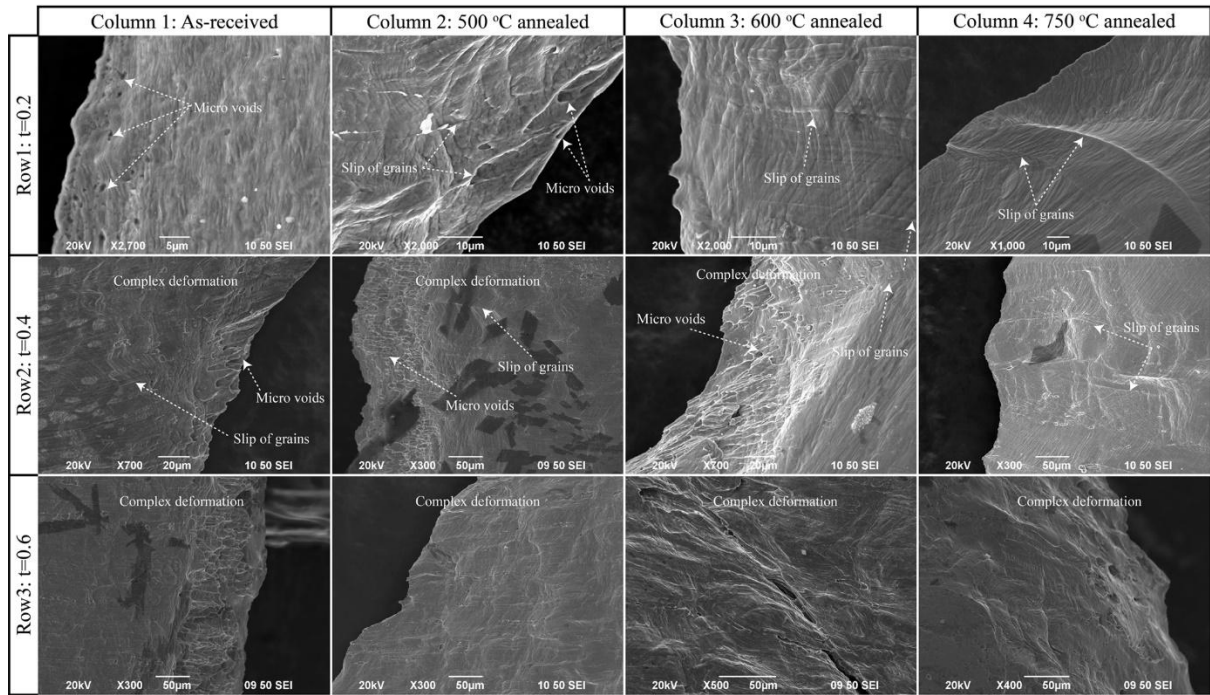 Column 1: As-received
Column 2: 500 °C annealed
Column 3: 600 °C annealed
Column 4: 750 °C annealed
Row1: t=0.2
Micro voids
20kV X2,700 5µm 10 50 SEI
Slip of grains
Micro voids
20kV X2,000 10µm 10 50 SEI
Slip of grains
20kV X2,000 10µm 10 50 SEI
Slip of grains
20kV X1,000 10µm 10 50 SEI
Row2: t=0.4
Complex deformation
Micro voids
Slip of grains
20kV X700 20µm 10 50 SEI
Complex deformation
Slip of grains
Micro voids
20kV X300 50µm 09 50 SEI
Complex deformation
Micro voids
Slip of grains
20kV X700 20µm 10 50 SEI
Slip of grains
20kV X300 50µm 10 50 SEI
Row3: t=0.6
Complex deformation
20kV X300 50µm 09 50 SEI
Complex deformation
20kV X300 50µm 10 50 SEI
Complex deformation
20kV X500 50µm 09 50 SEI
Complex deformation
20kV X400 50µm 09 50 SEI